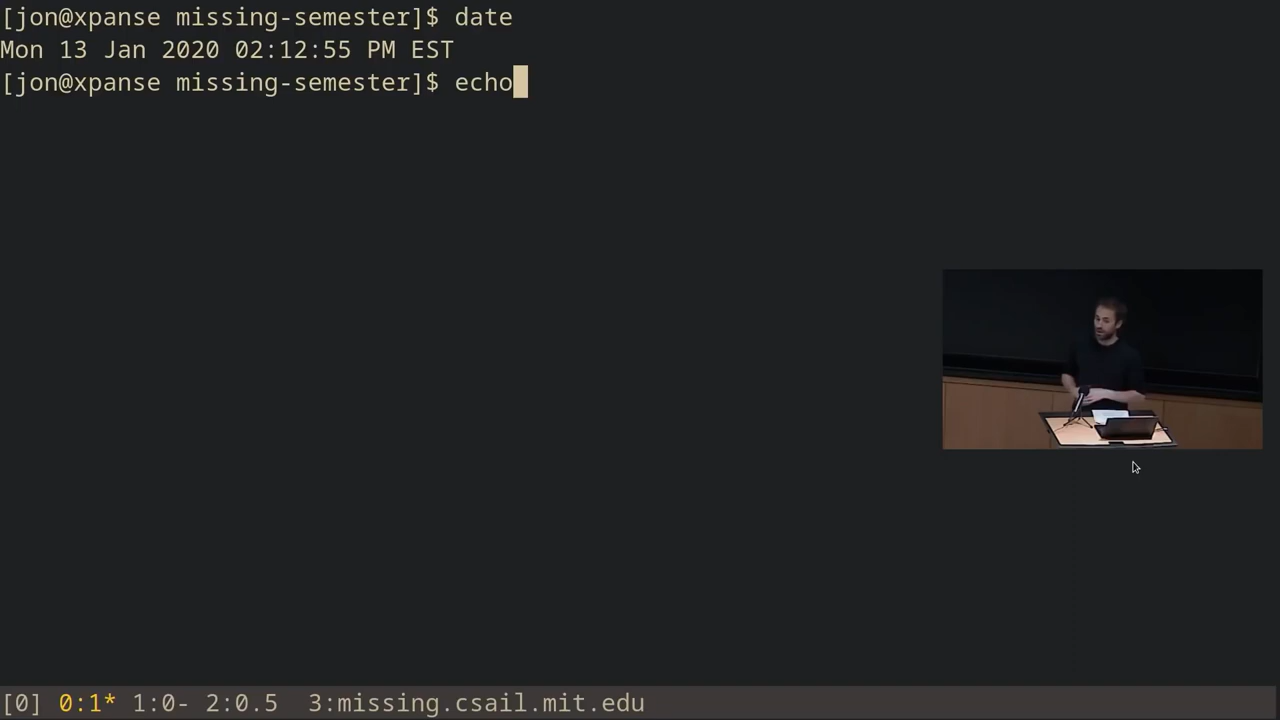 [jon@xpanse missing-semester]$ date
Mon 13 Jan 2020 02:12:55 PM EST
[jon@xpanse missing-semester]$ echo
[0] 0:1* 1:0- 2:0.5  3:missing.csail.mit.edu